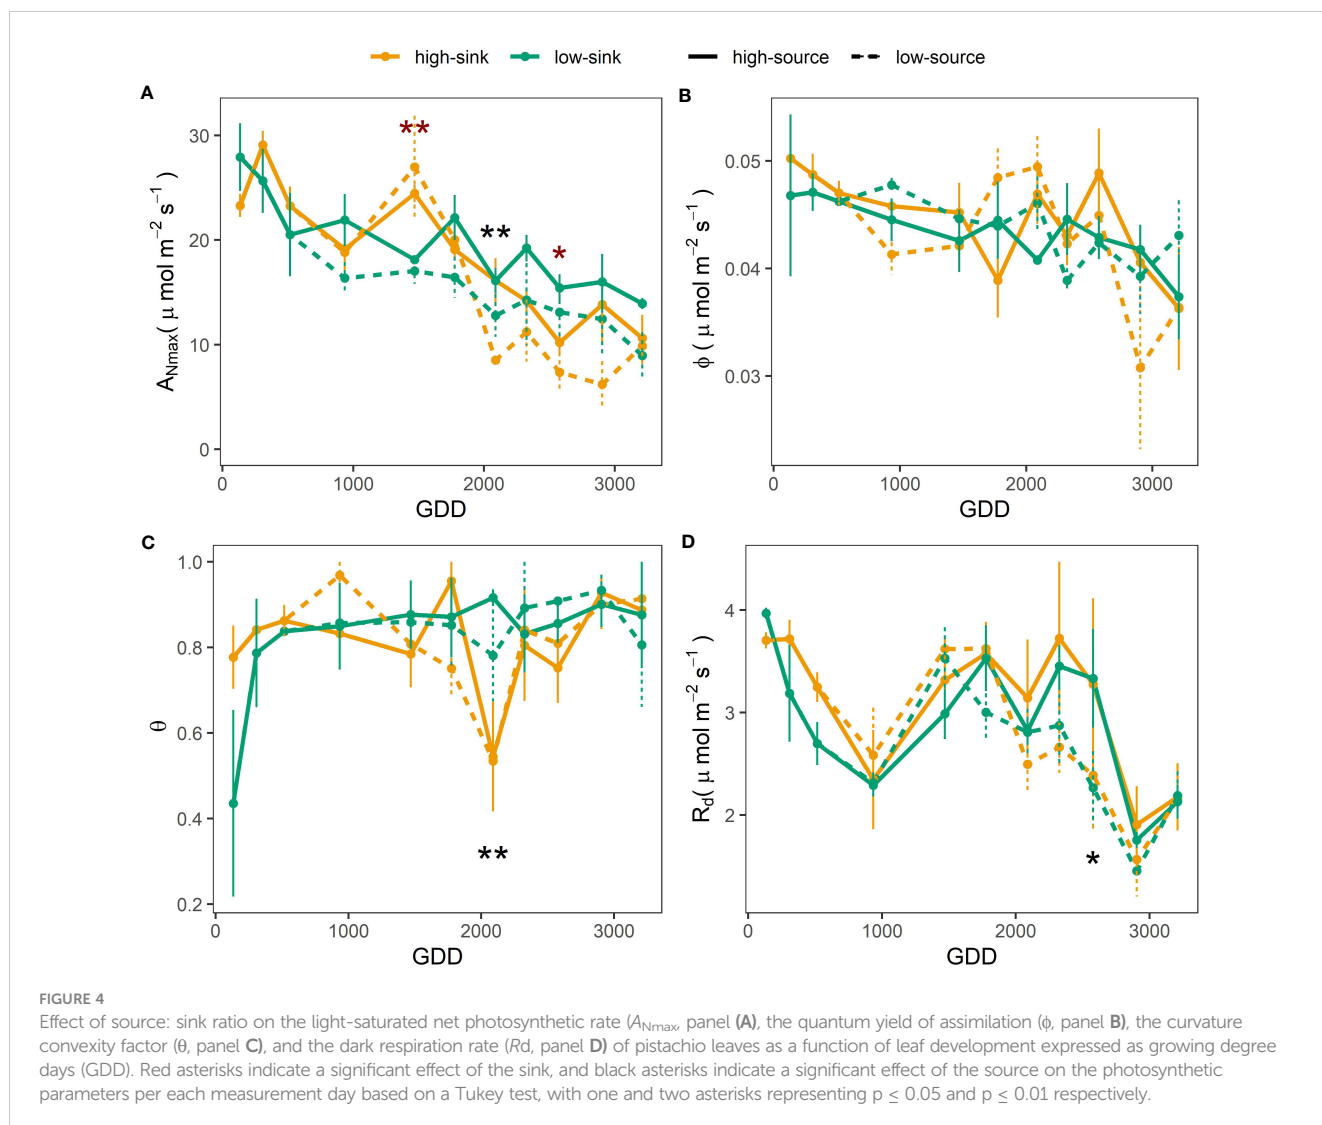 high-sink low-sink high-source low-source
A
30
20
10
0
A_Nmax( μ mol m⁻² s⁻¹ )
**
**
*
0 1000 2000 3000
GDD
B
0.05
0.04
0.03
ϕ ( μ mol m⁻² s⁻¹ )
0 1000 2000 3000
GDD
C
1.0
0.8
0.6
0.4
0.2
θ
**
0 1000 2000 3000
GDD
D
4
3
2
R_d( μ mol m⁻² s⁻¹ )
*
0 1000 2000 3000
GDD
FIGURE 4
Effect of source: sink ratio on the light-saturated net photosynthetic rate (A_Nmax, panel (A), the quantum yield of assimilation (ϕ, panel B), the curvature
convexity factor (θ, panel C), and the dark respiration rate (Rd, panel D) of pistachio leaves as a function of leaf development expressed as growing degree
days (GDD). Red asterisks indicate a significant effect of the sink, and black asterisks indicate a significant effect of the source on the photosynthetic
parameters per each measurement day based on a Tukey test, with one and two asterisks representing p ≤ 0.05 and p ≤ 0.01 respectively.